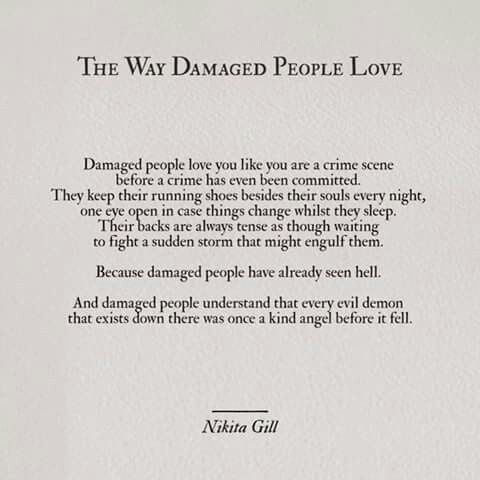 THE WAY DAMAGED PEOPLE LOVE
Damaged people love you like you are a crime scene
before a crime has even been committed.
They keep their running shoes besides their souls every night,
one eye open in case things change whilst they sleep.
Their backs are always tense as though waiting
to fight a sudden storm that might engulf them.
Because damaged people have already seen hell.
And damaged people understand that every evil demon
that exists down there was once a kind angel before it fell.
Nikita Gill